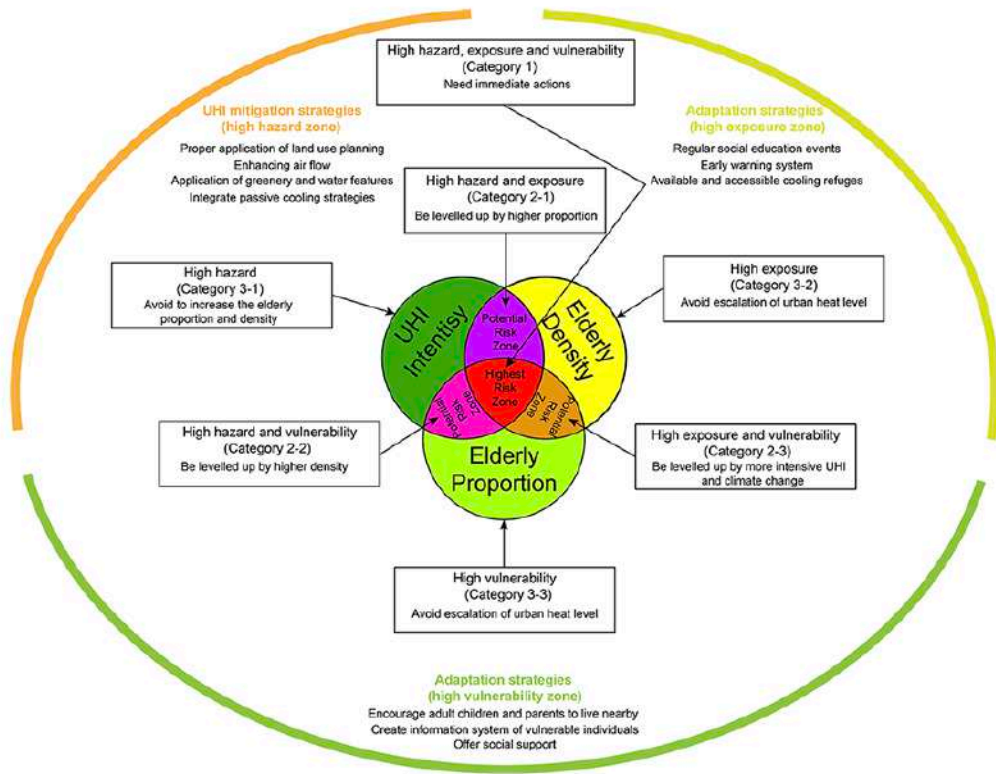 High hazard, exposure and vulnerability
(Category 1)
Need immediate actions
UHI mitigation strategies
(high hazard zone)
Proper application of land use planning
Enhancing air flow
Application of greenery and water features
Integrate passive cooling strategies
Adaptation strategies
(high exposure zone)
Regular social education events
Early warning system
Available and accessible cooling refuges
High hazard and exposure
(Category 2-1)
Be levelled up by higher proportion
High hazard
(Category 3-1)
Avoid to increase the elderly
proportion and density
High exposure
(Category 3-2)
Avoid escalation of urban heat level
UHI
Intentisy
Potential
Risk
Zone
Elderly
Density
Highest
Risk
Zone
Potential
Risk
Zone
Potential
Risk
Zone
Elderly
Proportion
High hazard and vulnerability
(Category 2-2)
Be levelled up by higher density
High exposure and vulnerability
(Category 2-3)
Be levelled up by more intensive UHI
and climate change
High vulnerability
(Category 3-3)
Avoid escalation of urban heat level
Adaptation strategies
(high vulnerability zone)
Encourage adult children and parents to live nearby
Create information system of vulnerable individuals
Offer social support